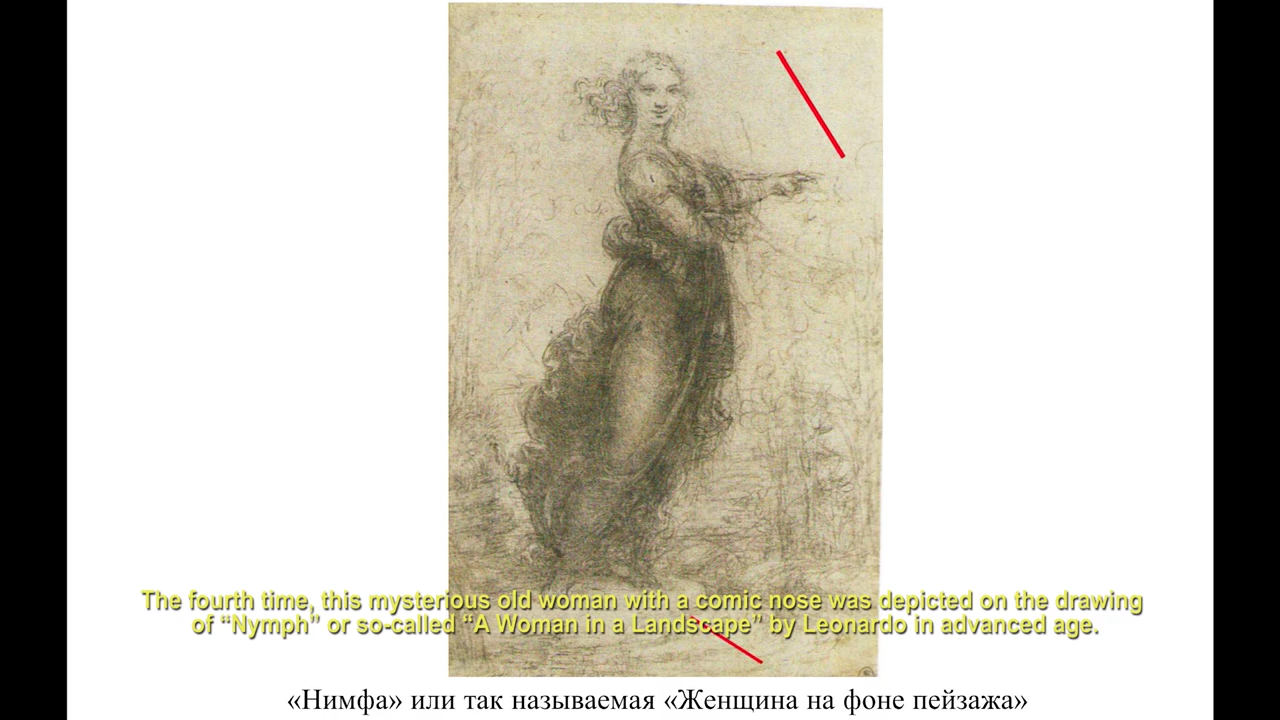 The fourth time, this mysterious old woman with a comic nose was depicted on the drawing
of “Nymph” or so-called “A Woman in a Landscape” by Leonardo in advanced age.
«Нимфа» или так называемая «Женщина на фоне пейзажа»